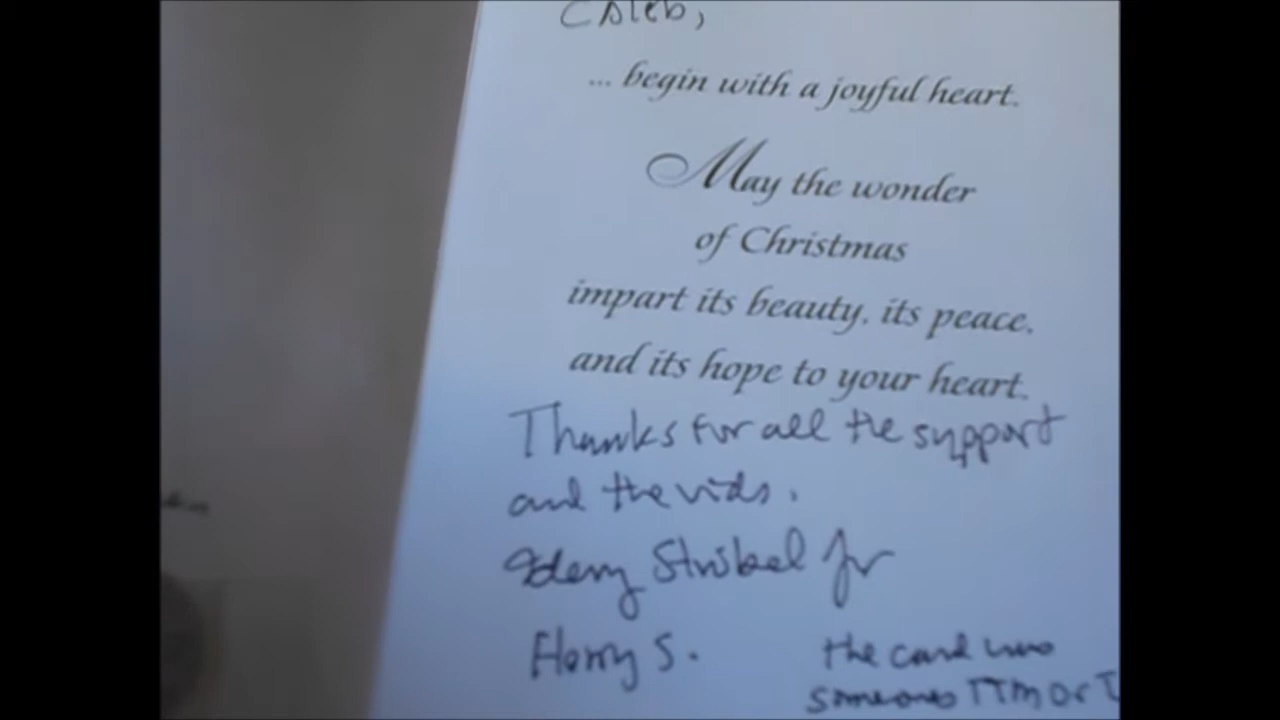 Caleb,
... begin with a joyful heart.
May the wonder
of Christmas
impart its beauty, its peace,
and its hope to your heart.
Thanks for all the support
and the vids.
Jr
S.
the card was
someones TTM or